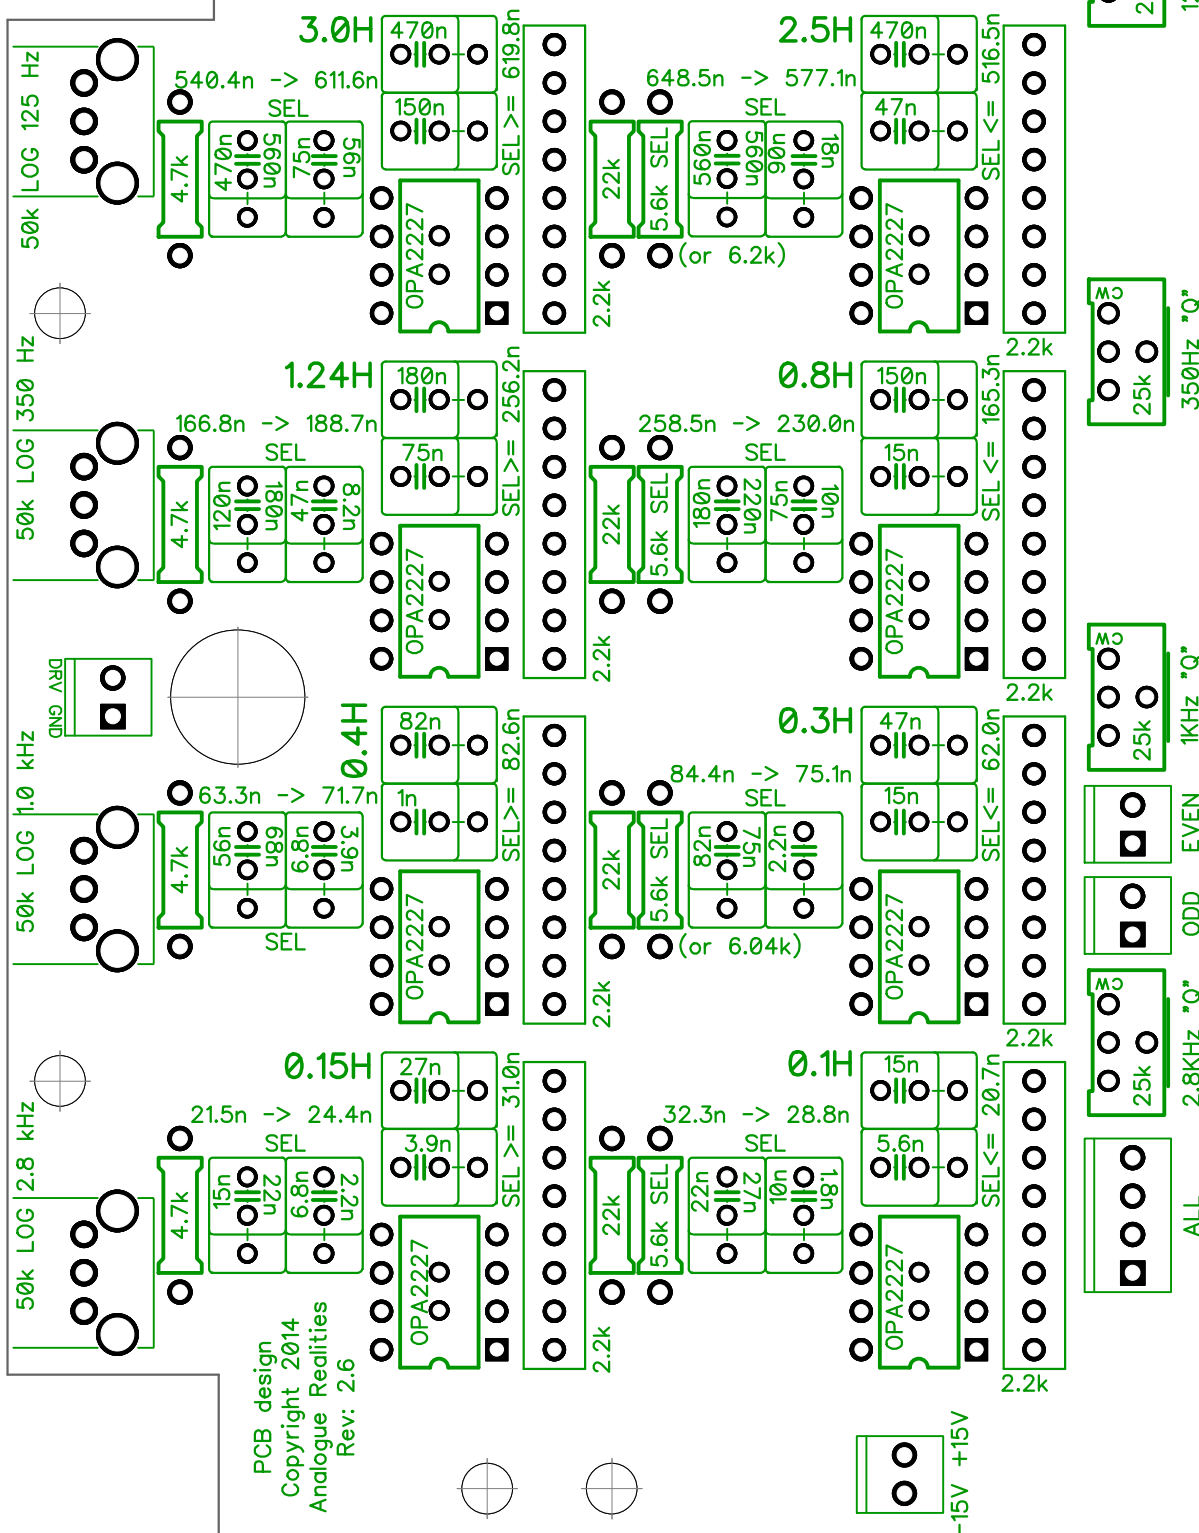 3.0H
470n
619.8n
SEL >=
540.4n -> 611.6n
SEL
150n
50k LOG 125 Hz
4.7k
470n
560n
75n
56n
OPA2227
2.2k
2.5H
470n
516.5n
SEL <=
648.5n -> 577.1n
SEL
47n
22k
5.6k SEL
560n
560n
90n
18n
(or 6.2k)
OPA2227
2.2k
CW
25k
350Hz "Q"
1.24H
180n
256.2n
SEL>=
166.8n -> 188.7n
SEL
75n
50k LOG 350 Hz
4.7k
120n
180n
47n
8.2n
OPA2227
2.2k
0.8H
150n
165.3n
SEL <=
258.5n -> 230.0n
SEL
15n
22k
5.6k SEL
180n
220n
75n
10n
OPA2227
2.2k
DRV GND
CW
25k
1KHz "Q"
0.4H
82n
SEL>= 82.6n
63.3n -> 71.7n
1n
50k LOG 1.0 kHz
4.7k
56n
68n
6.8n
3.9n
SEL
OPA2227
2.2k
0.3H
47n
SEL<= 62.0n
84.4n -> 75.1n
SEL
15n
22k
5.6k SEL
82n
75n
2.2n
(or 6.04k)
OPA2227
2.2k
EVEN
ODD
CW
25k
2.8KHz "Q"
0.15H
27n
SEL >= 31.0n
21.5n -> 24.4n
SEL
3.9n
50k LOG 2.8 kHz
4.7k
15n
22n
6.8n
2.2n
OPA2227
2.2k
0.1H
15n
SEL<= 20.7n
32.3n -> 28.8n
SEL
5.6n
22k
5.6k SEL
22n
27n
10n
1.8n
OPA2227
2.2k
ALL
PCB design
Copyright 2014
Analogue Realities
Rev: 2.6
-15V +15V